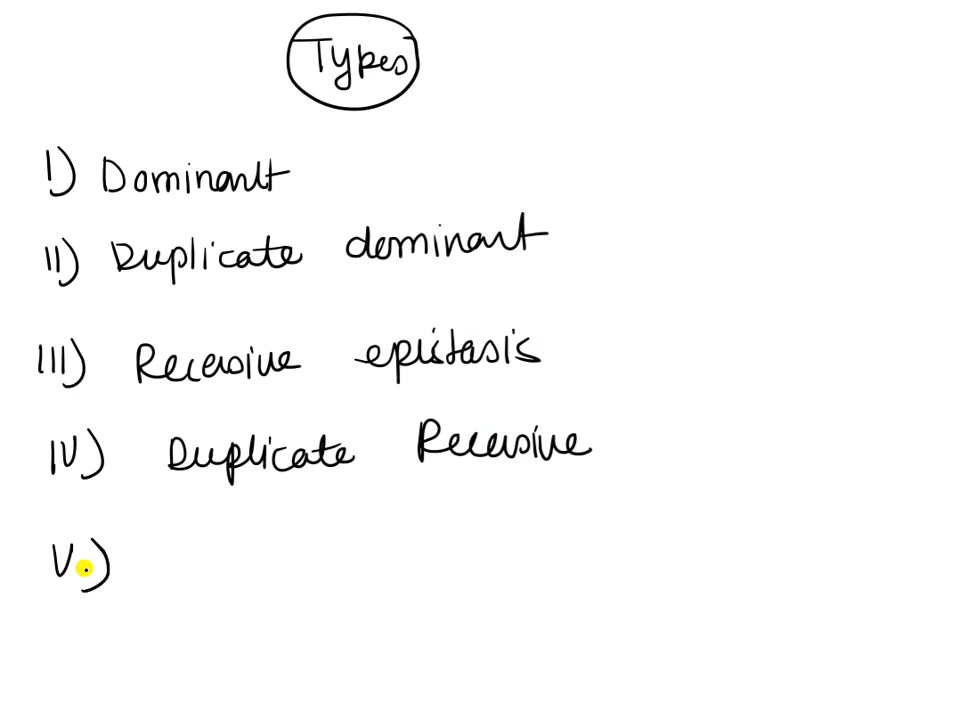 Types
I) Dominant
II) Duplicate dominant
III) Recessive epistasis
IV) Duplicate Recessive
V.)